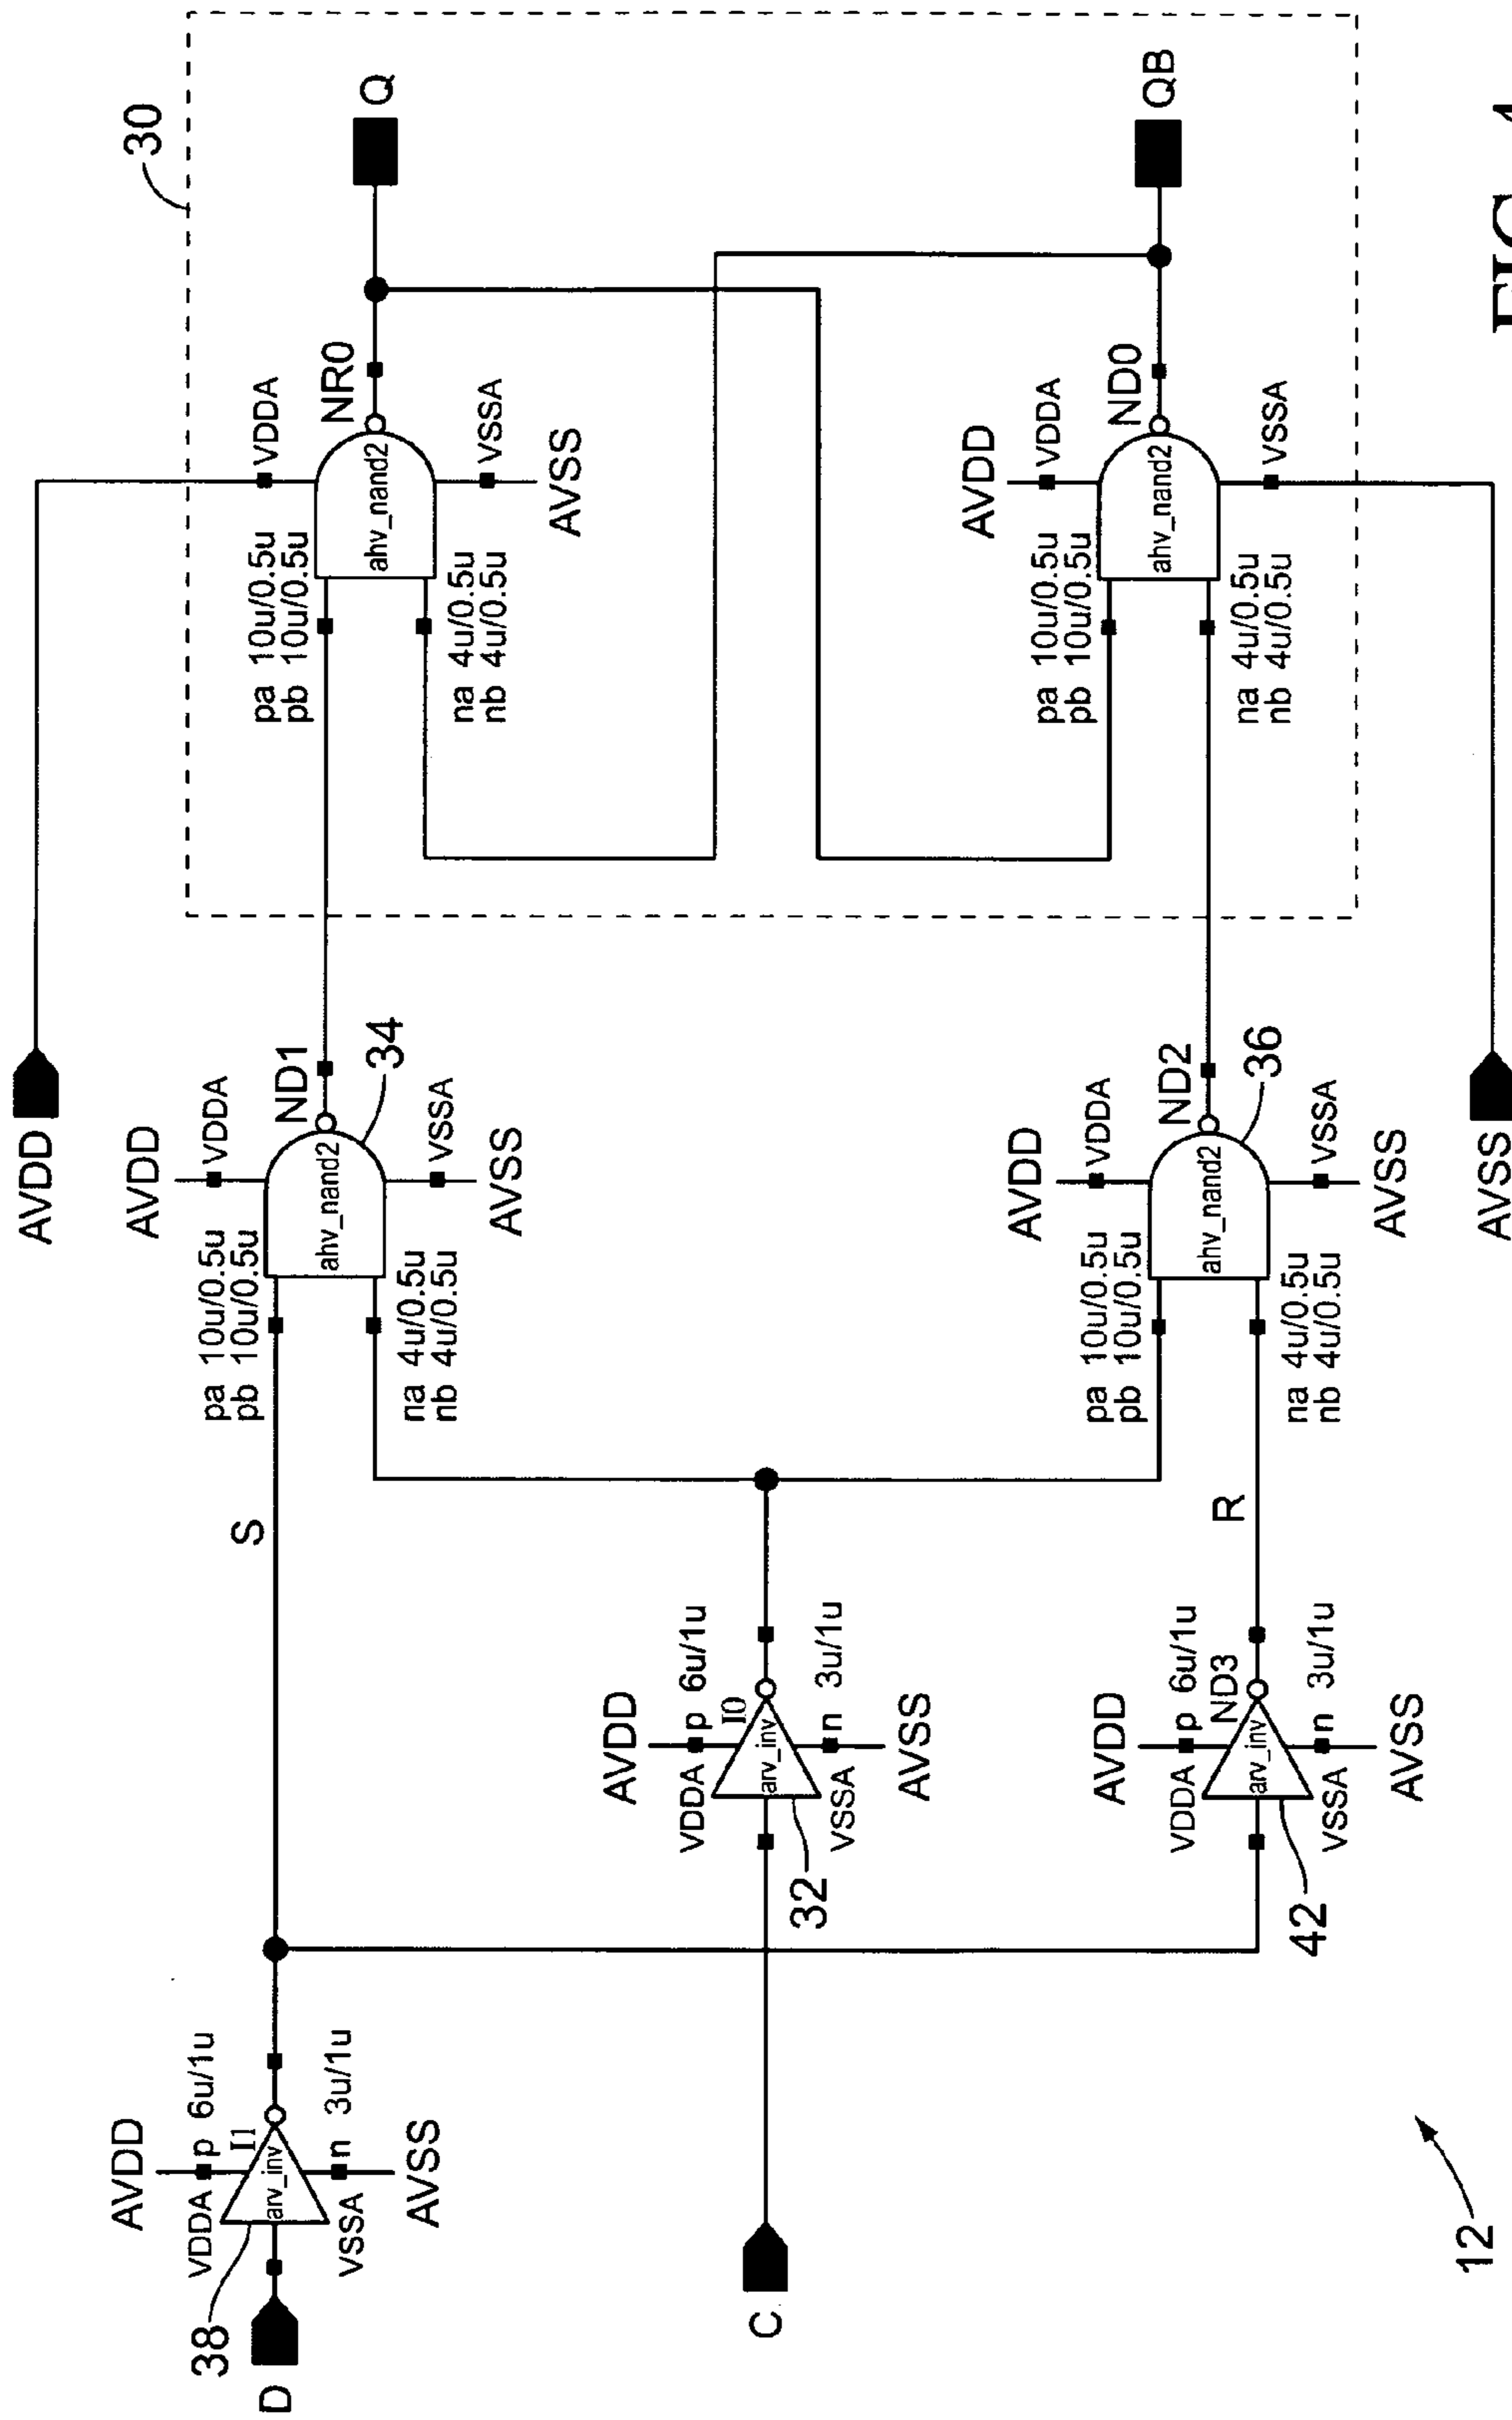 30
AVDD
Q
VDDA
NR0
pa 10u/0.5u
pb 10u/0.5u
ahv_nand2
na 4u/0.5u
nb 4u/0.5u
VSSA
AVSS
QB
AVDD
VDDA
ND0
pa 10u/0.5u
pb 10u/0.5u
ahv_nand2
na 4u/0.5u
nb 4u/0.5u
VSSA
AVDD
VDDA
ND1
34
pa 10u/0.5u
pb 10u/0.5u
ahv_nand2
na 4u/0.5u
nb 4u/0.5u
VSSA
AVSS
AVDD
VDDA
ND2
36
pa 10u/0.5u
pb 10u/0.5u
ahv_nand2
na 4u/0.5u
nb 4u/0.5u
VSSA
AVSS
AVSS
S
R
AVDD
VDDA p 6u/1u
I0
arv_inv
VSSA n 3u/1u
AVSS
32
AVDD
VDDA p 6u/1u
ND3
arv_inv
VSSA n 3u/1u
AVSS
42
AVDD
VDDA p 6u/1u
I1
arv_inv
VSSA n 3u/1u
AVSS
38
D
C
12